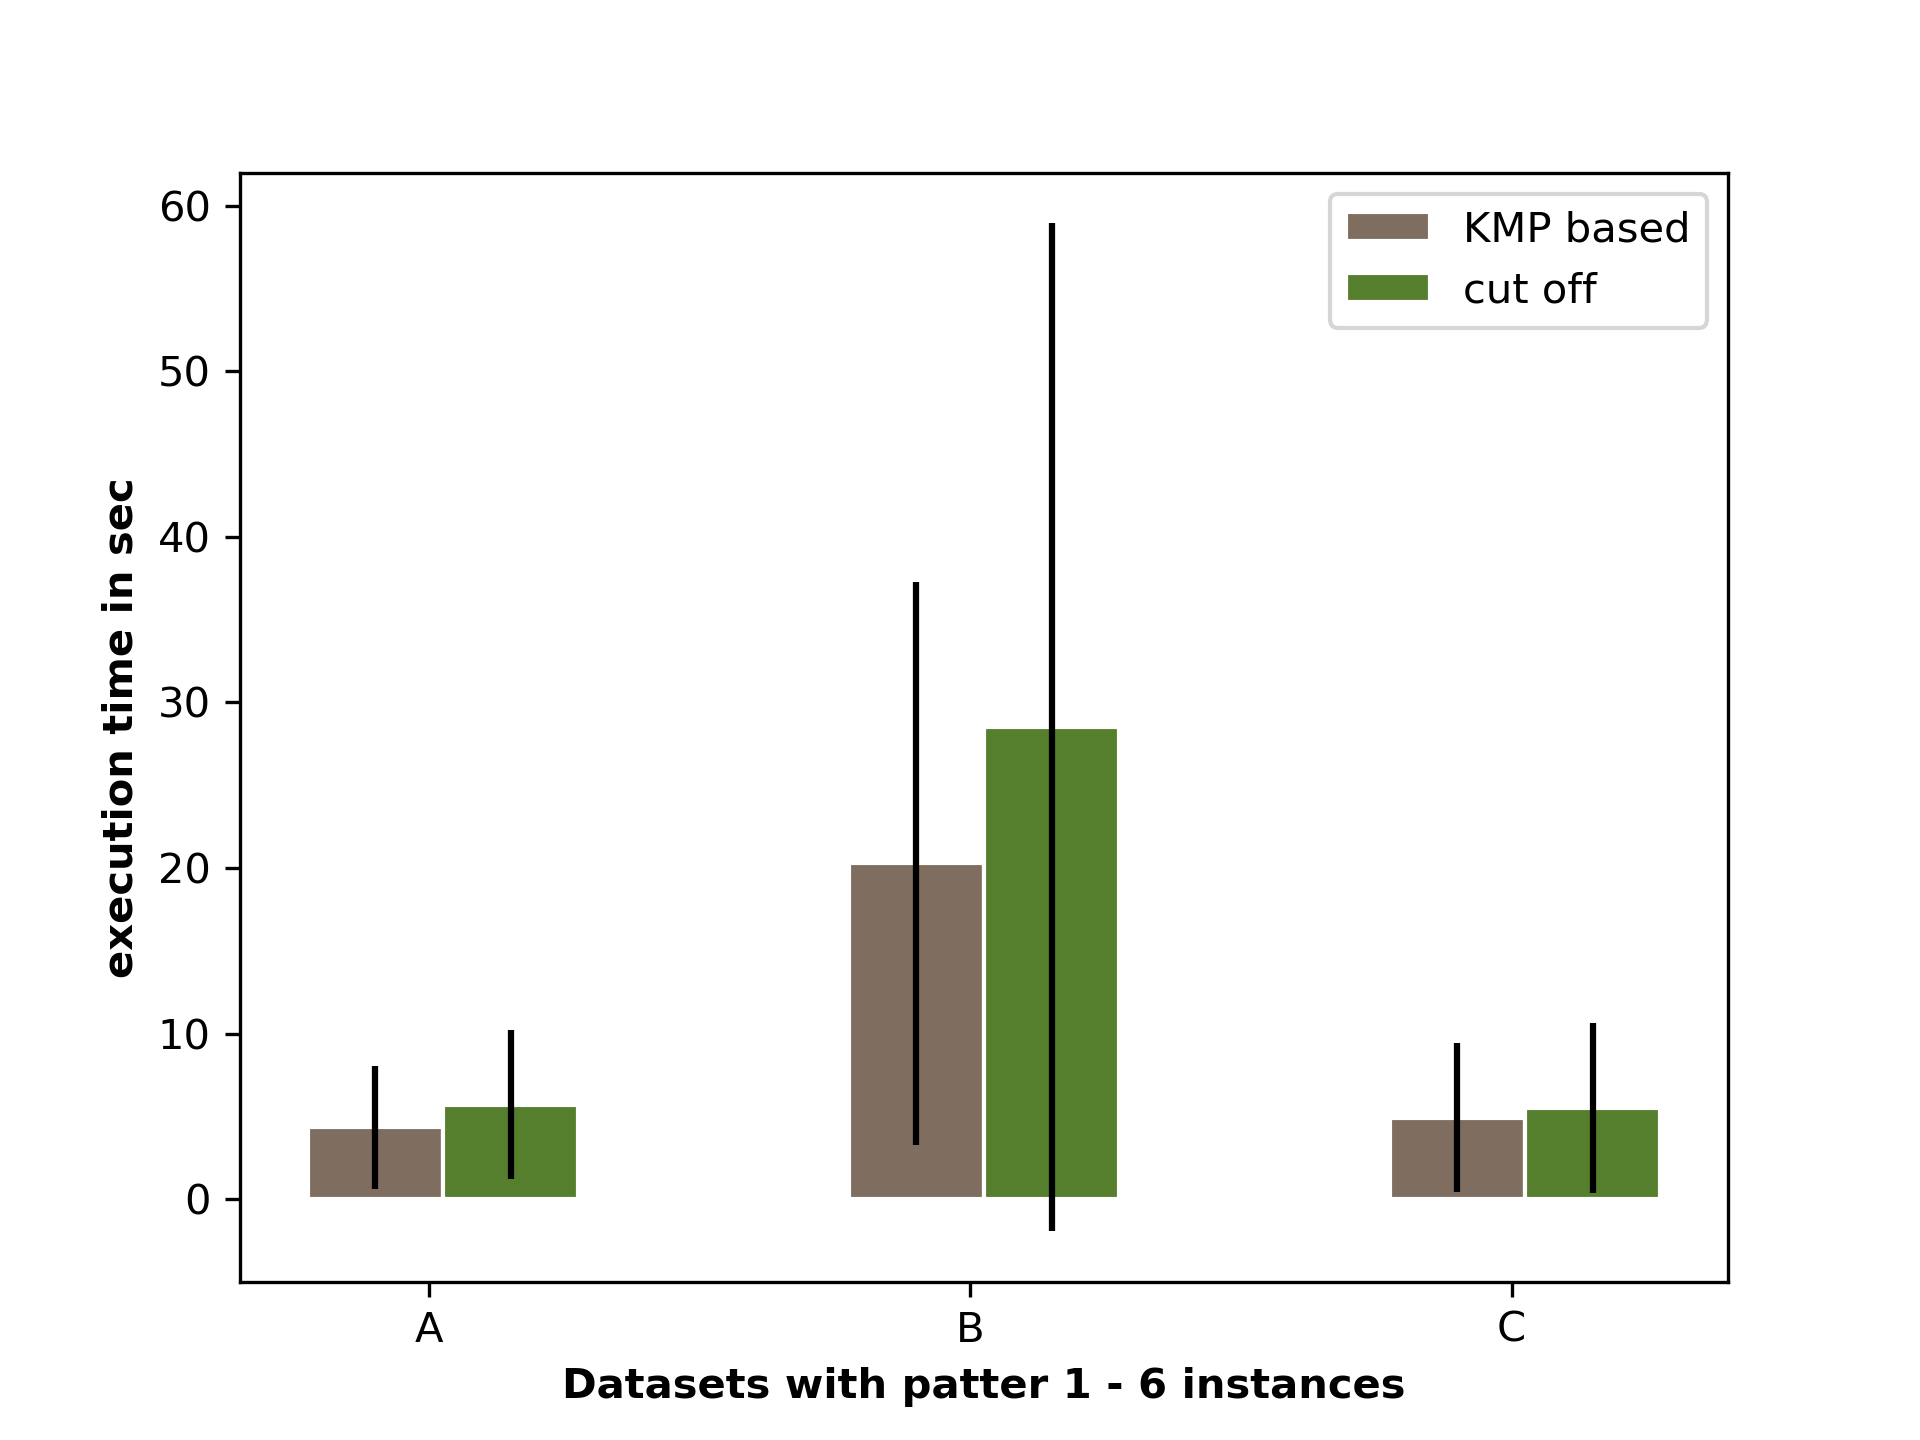 60
50
40
30
20
10
0
execution time in sec
KMP based
cut off
A B C
Datasets with patter 1 - 6 instances